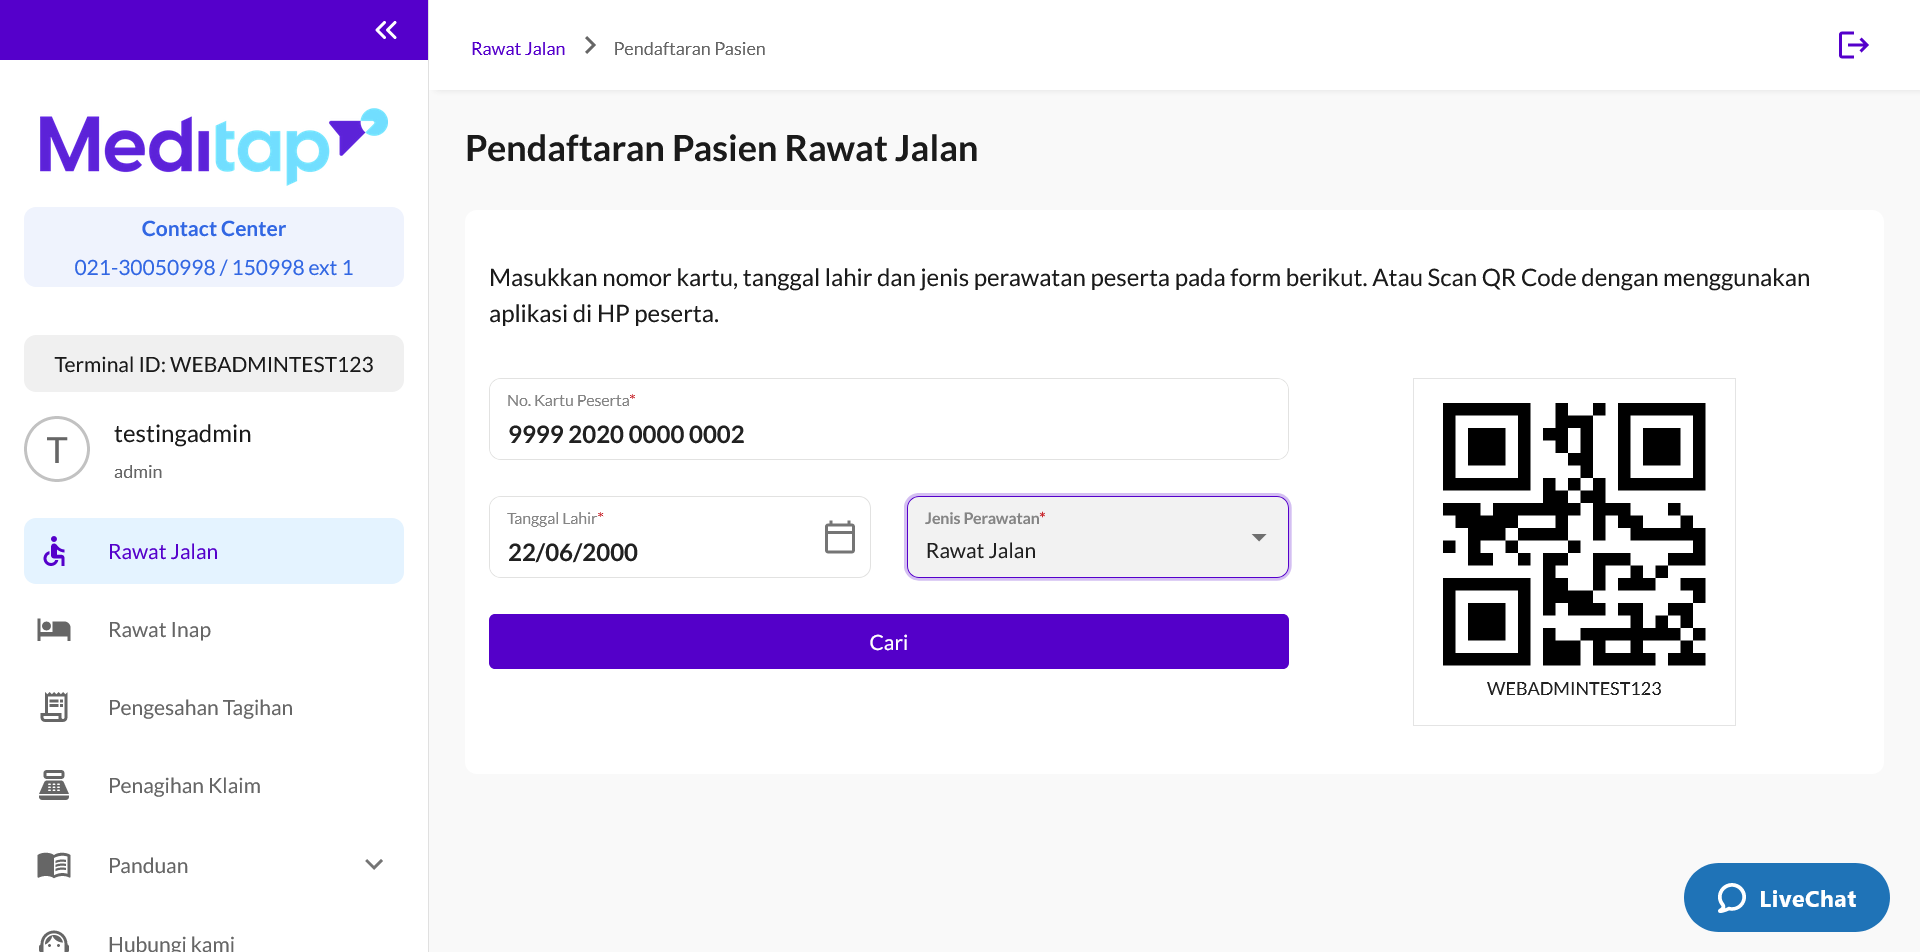 Rawat Jalan
Pendaftaran Pasien
Meditap
Contact Center
021-30050998 / 150998 ext 1
Terminal ID: WEBADMINTEST123
T
testingadmin
admin
Rawat Jalan
Rawat Inap
Pengesahan Tagihan
Penagihan Klaim
Panduan
Hubungi kami
Pendaftaran Pasien Rawat Jalan
Masukkan nomor kartu, tanggal lahir dan jenis perawatan peserta pada form berikut. Atau Scan QR Code dengan menggunakan
aplikasi di HP peserta.
No. Kartu Peserta*
9999 2020 0000 0002
Tanggal Lahir*
22/06/2000
Jenis Perawatan*
Rawat Jalan
Cari
WEBADMINTEST123
LiveChat